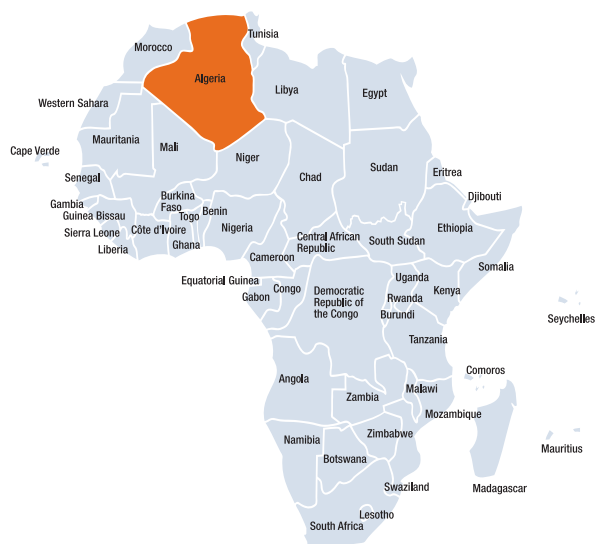 Tunisia
Morocco
Algeria
Libya
Egypt
Western Sahara
Mauritania
Mali
Cape Verde
Niger
Chad
Sudan
Eritrea
Senegal
Djibouti
Gambia
Burkina
Faso
Guinea Bissau
Togo
Benin
Sierra Leone
Côte d'Ivoire
Nigeria
Ethiopia
Liberia
Ghana
Central African
Republic
South Sudan
Cameroon
Somalia
Equatorial Guinea
Gabon
Congo
Democratic
Republic of
the Congo
Uganda
Rwanda
Burundi
Kenya
Seychelles
Tanzania
Comoros
Angola
Malawi
Zambia
Mozambique
Zimbabwe
Namibia
Mauritius
Botswana
Swaziland
Madagascar
Lesotho
South Africa